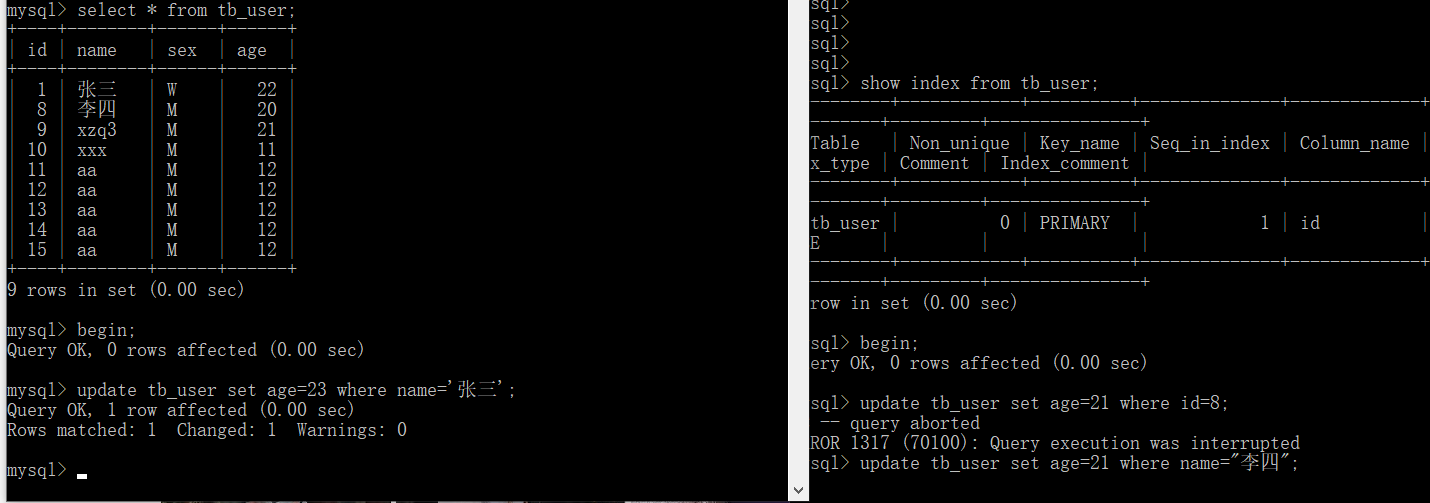 mysql> select * from tb_user;
+----+--------+------+------+
| id | name | sex | age |
+----+--------+------+------+
| 1 | 张三 | W | 22 |
| 8 | 李四 | M | 20 |
| 9 | xzq3 | M | 21 |
| 10 | xxx | M | 11 |
| 11 | aa | M | 12 |
| 12 | aa | M | 12 |
| 13 | aa | M | 12 |
| 14 | aa | M | 12 |
| 15 | aa | M | 12 |
+----+--------+------+------+
9 rows in set (0.00 sec)
mysql> begin;
Query OK, 0 rows affected (0.00 sec)
mysql> update tb_user set age=23 where name='张三';
Query OK, 1 row affected (0.00 sec)
Rows matched: 1 Changed: 1 Warnings: 0
mysql>
sql>
sql>
sql>
sql>
sql> show index from tb_user;
--------+------------+----------+--------------+-------------+
-------+---------+---------------+
Table | Non_unique | Key_name | Seq_in_index | Column_name |
x_type | Comment | Index_comment |
--------+------------+----------+--------------+-------------+
-------+---------+---------------+
tb_user | 0 | PRIMARY | 1 | id |
E | | |
--------+------------+----------+--------------+-------------+
-------+---------+---------------+
row in set (0.00 sec)
sql> begin;
ery OK, 0 rows affected (0.00 sec)
sql> update tb_user set age=21 where id=8;
-- query aborted
ROR 1317 (70100): Query execution was interrupted
sql> update tb_user set age=21 where name="李四";